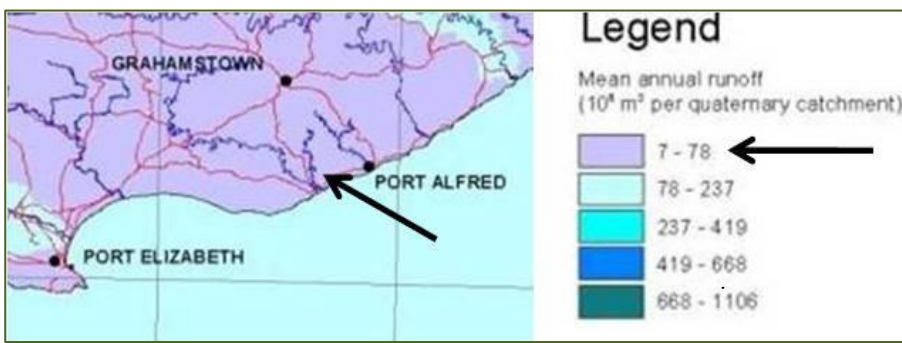 GRAHAMSTOWN
PORT ALFRED
PORT ELIZABETH
Legend
Mean annual runoff
(10⁶ m³ per quaternary catchment)
7 - 78
78 - 237
237 - 419
419 - 668
668 - 1106